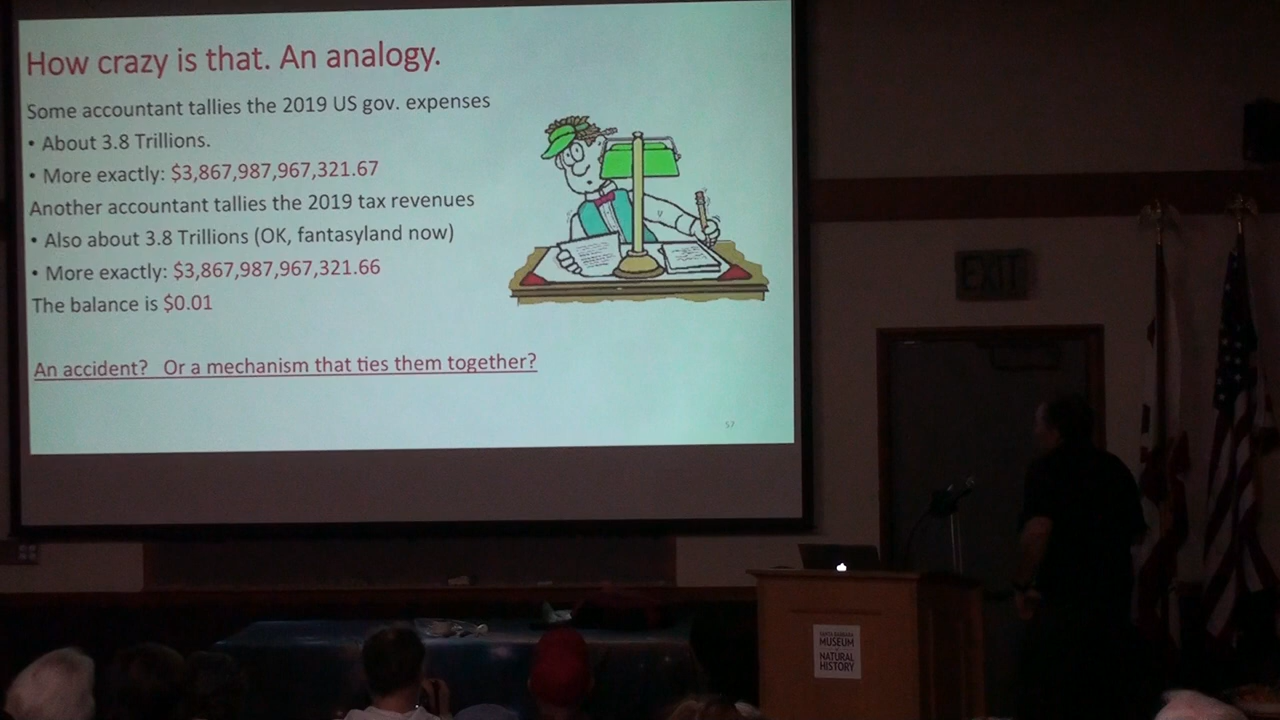 How crazy is that. An analogy.
Some accountant tallies the 2019 US gov. expenses
• About 3.8 Trillions.
• More exactly: $3,867,987,967,321.67
Another accountant tallies the 2019 tax revenues
• Also about 3.8 Trillions (OK, fantasyland now)
• More exactly: $3,867,987,967,321.66
The balance is $0.01
An accident? Or a mechanism that ties them together?
57
EXIT
SANTA BARBARA
MUSEUM
NATURAL
HISTORY